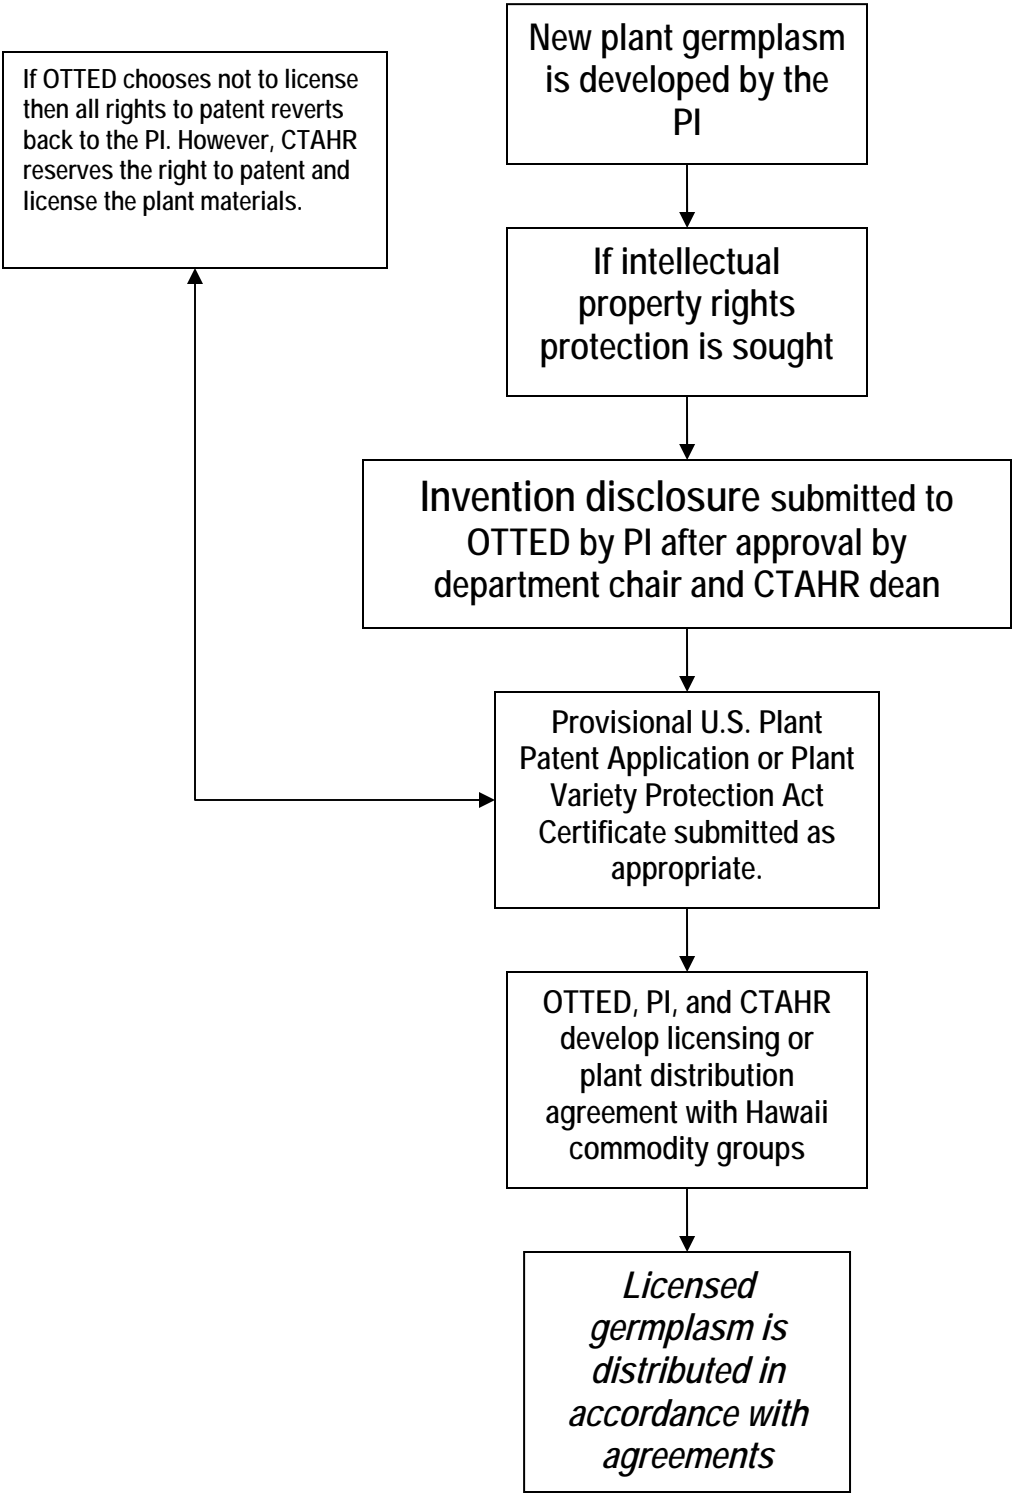 New plant germplasm
is developed by the
PI
If OTTED chooses not to license
then all rights to patent reverts
back to the PI. However, CTAHR
reserves the right to patent and
license the plant materials.
If intellectual
property rights
protection is sought
Invention disclosure submitted to
OTTED by PI after approval by
department chair and CTAHR dean
Provisional U.S. Plant
Patent Application or Plant
Variety Protection Act
Certificate submitted as
appropriate.
OTTED, PI, and CTAHR
develop licensing or
plant distribution
agreement with Hawaii
commodity groups
Licensed
germplasm is
distributed in
accordance with
agreements